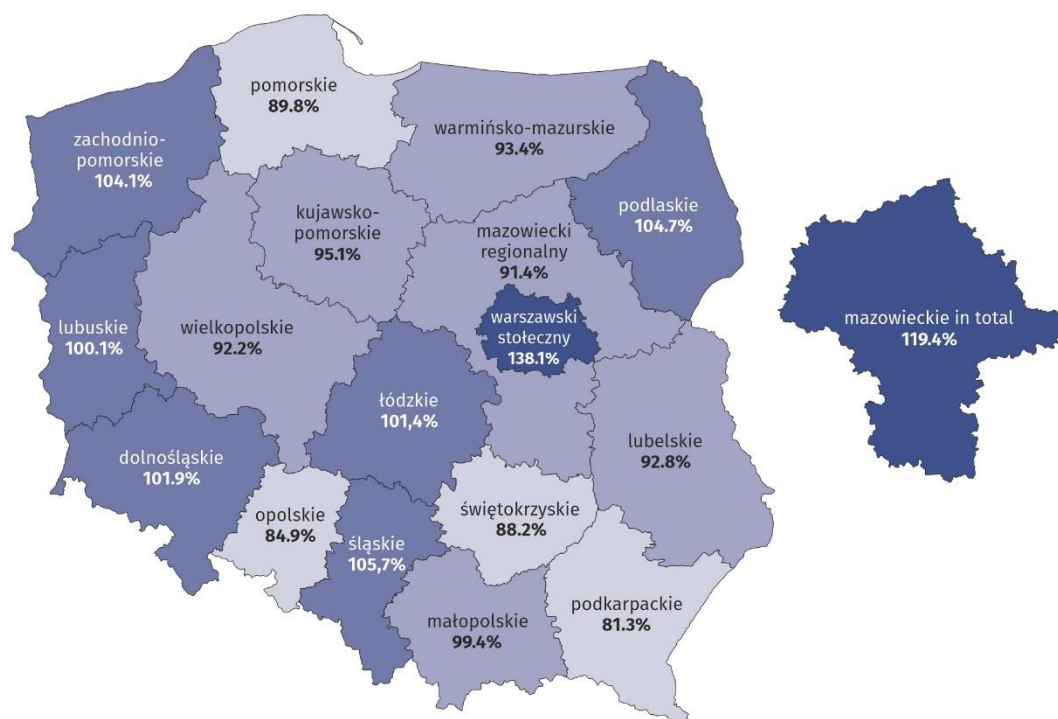 pomorskie
89.8%
warmińsko-mazurskie
93.4%
zachodnio-
pomorskie
104.1%
podlaskie
104.7%
kujawsko-
pomorskie
95.1%
mazowiecki
regionalny
91.4%
warszawski
stołeczny
138.1%
mazowieckie in total
119.4%
lubuskie
100.1%
wielkopolskie
92.2%
łódzkie
101,4%
lubelskie
92.8%
dolnośląskie
101.9%
opolskie
84.9%
świętokrzyskie
88.2%
śląskie
105,7%
małopolskie
99.4%
podkarpackie
81.3%